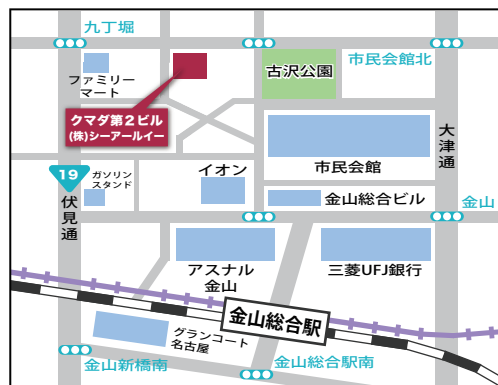 九丁堀
ファミリー
マート
古沢公園
市民会館北
クマダ第2ビル
(株)シーアールイー
市民会館
大津通
19
伏見通
ガソリン
スタンド
イオン
金山総合ビル
金山
アスナル
金山
三菱UFJ銀行
金山総合駅
グランコート
名古屋
金山新橋南
金山総合駅南